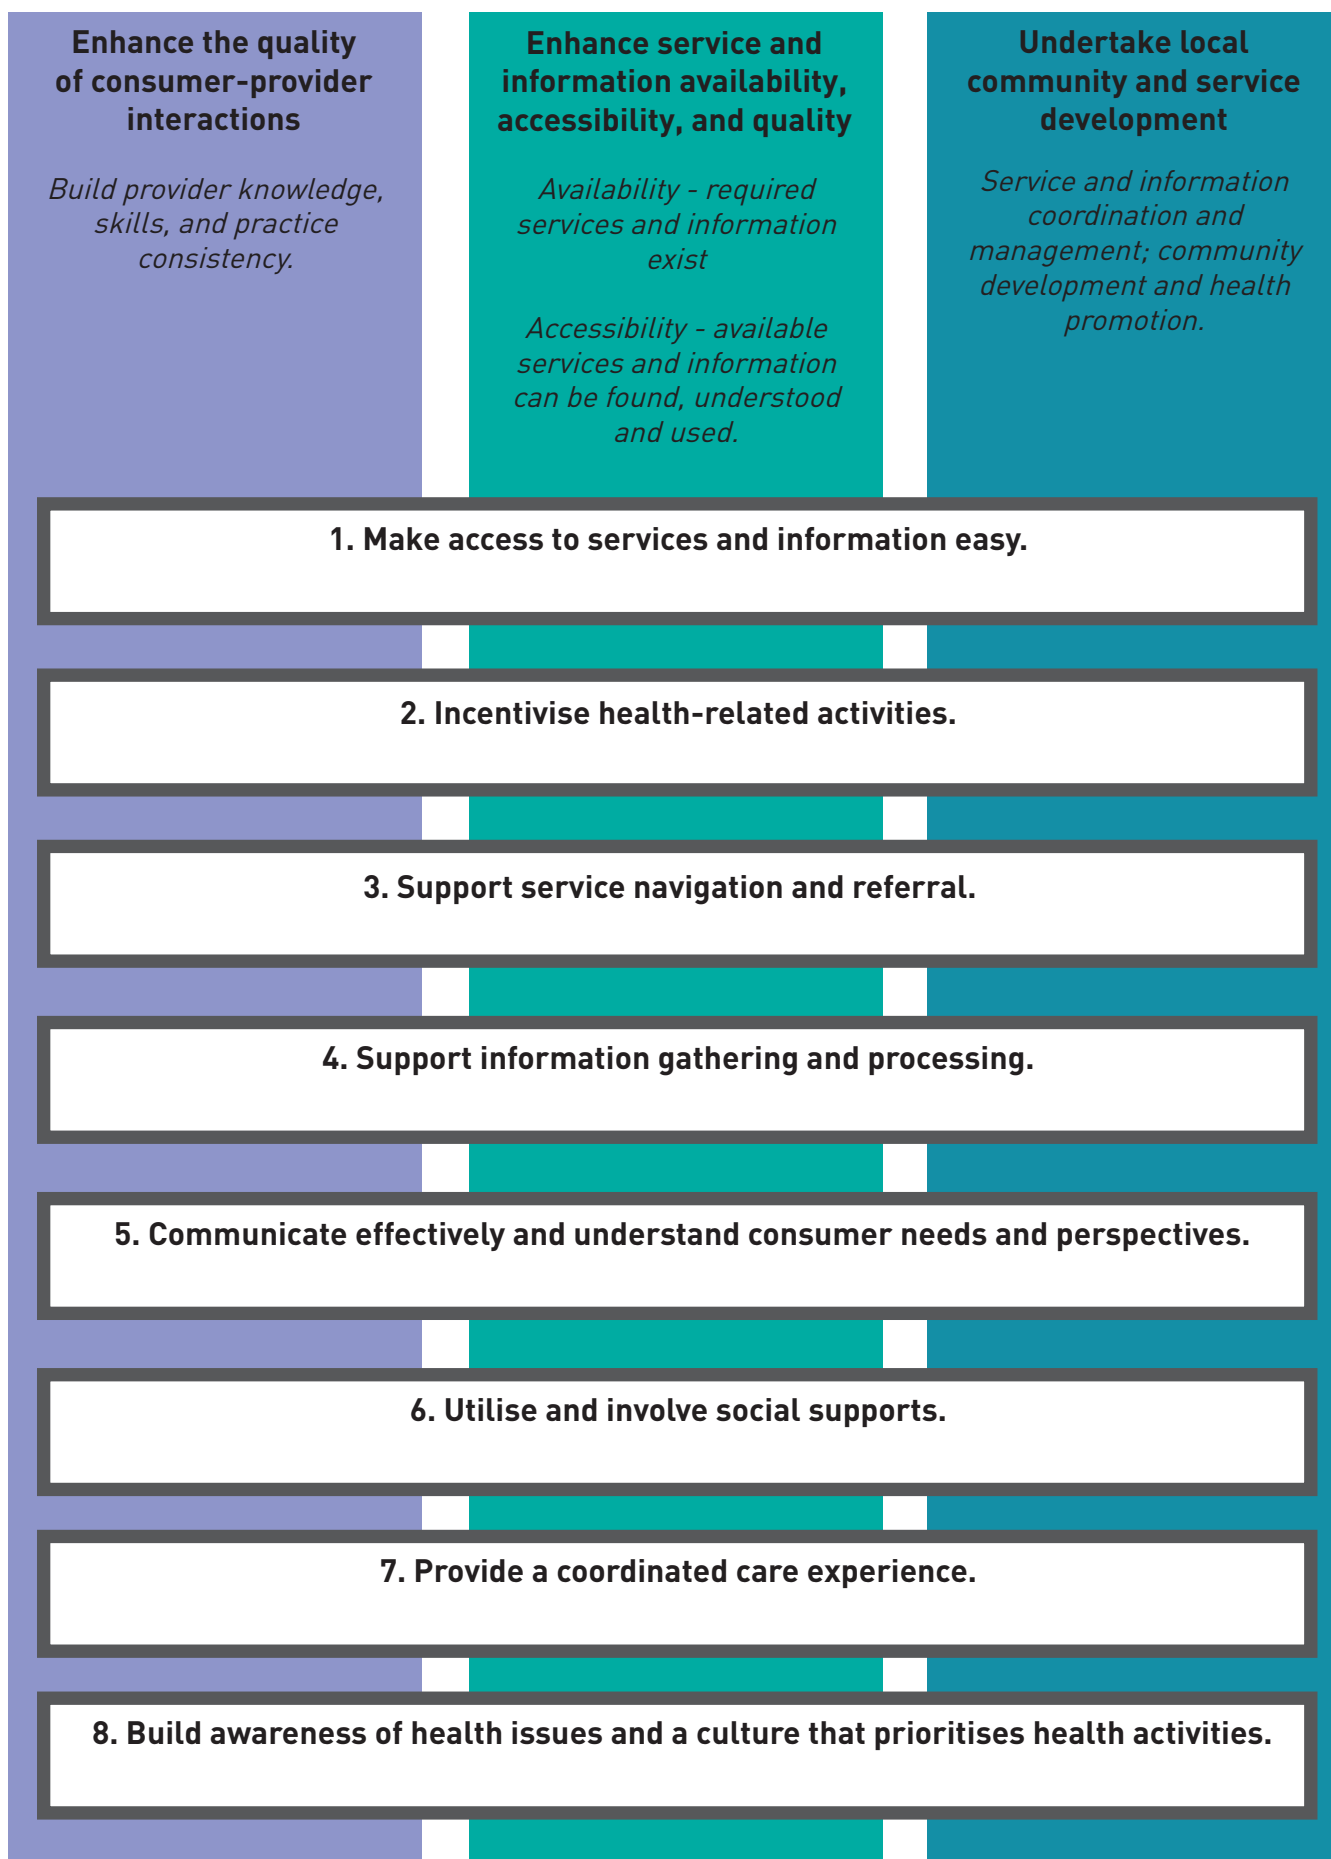 Enhance the quality
of consumer-provider
interactions
Build provider knowledge,
skills, and practice
consistency.
Enhance service and
information availability,
accessibility, and quality
Availability - required
services and information
exist
Accessibility - available
services and information
can be found, understood
and used.
Undertake local
community and service
development
Service and information
coordination and
management; community
development and health
promotion.
1. Make access to services and information easy.
2. Incentivise health-related activities.
3. Support service navigation and referral.
4. Support information gathering and processing.
5. Communicate effectively and understand consumer needs and perspectives.
6. Utilise and involve social supports.
7. Provide a coordinated care experience.
8. Build awareness of health issues and a culture that prioritises health activities.